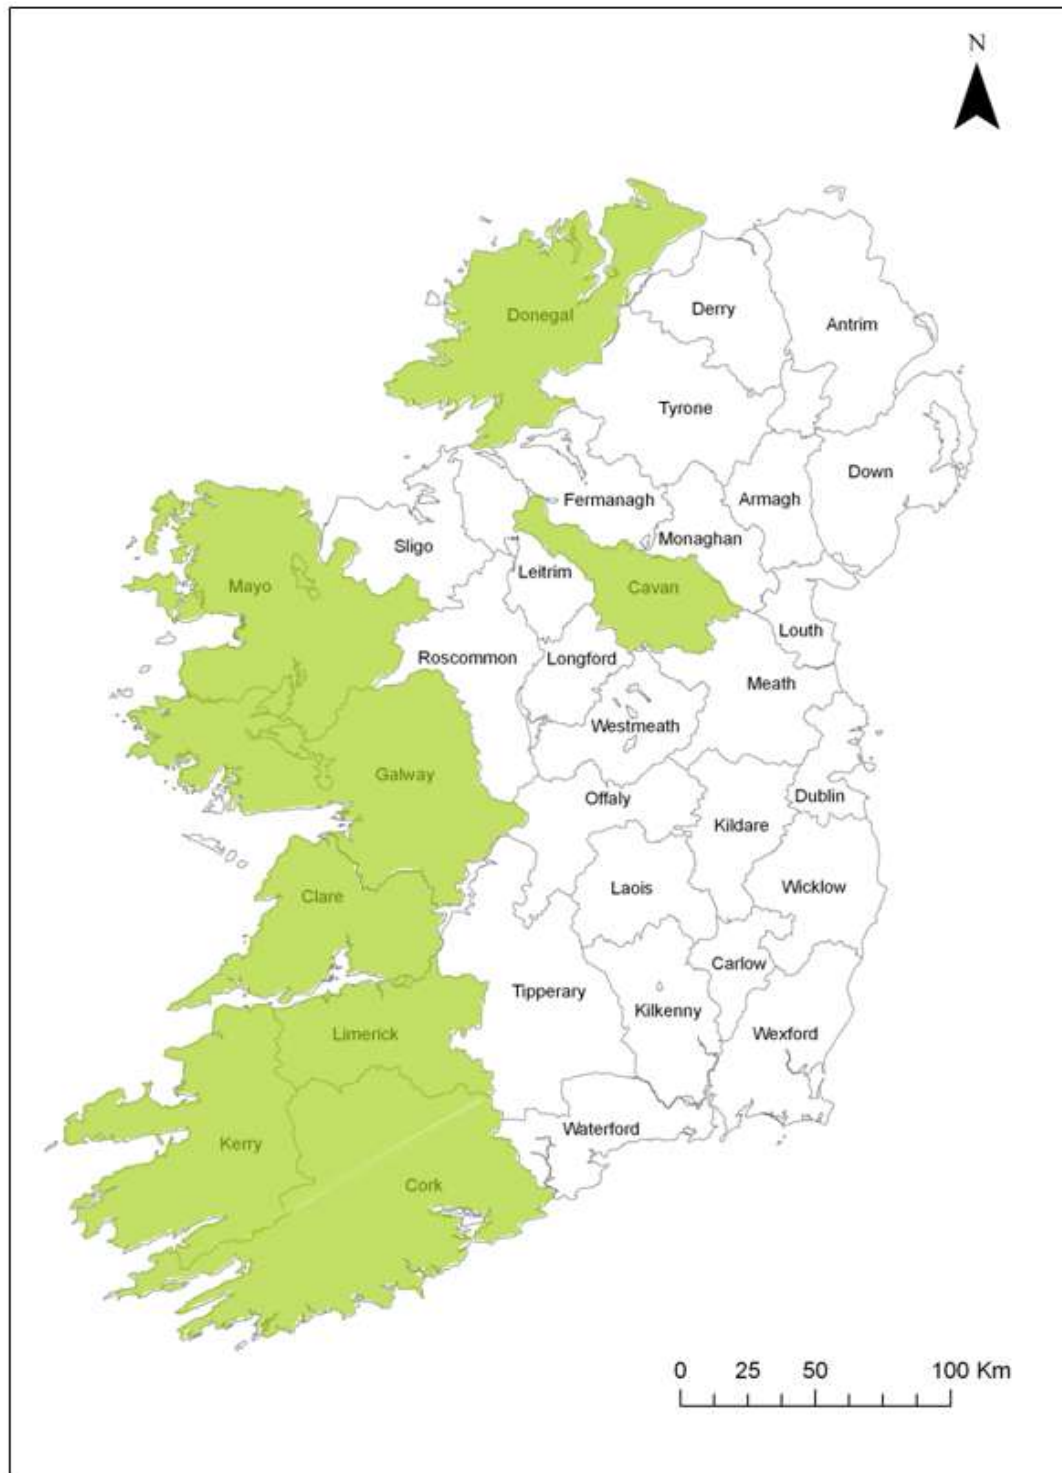 N
Donegal
Derry
Antrim
Tyrone
Down
Fermanagh
Armagh
Monaghan
Sligo
Leitrim
Mayo
Cavan
Louth
Roscommon
Longford
Meath
Westmeath
Galway
Offaly
Dublin
Kildare
Laois
Wicklow
Clare
Carlow
Tipperary
Kilkenny
Limerick
Wexford
Waterford
Kerry
Cork
0 25 50 100 Km